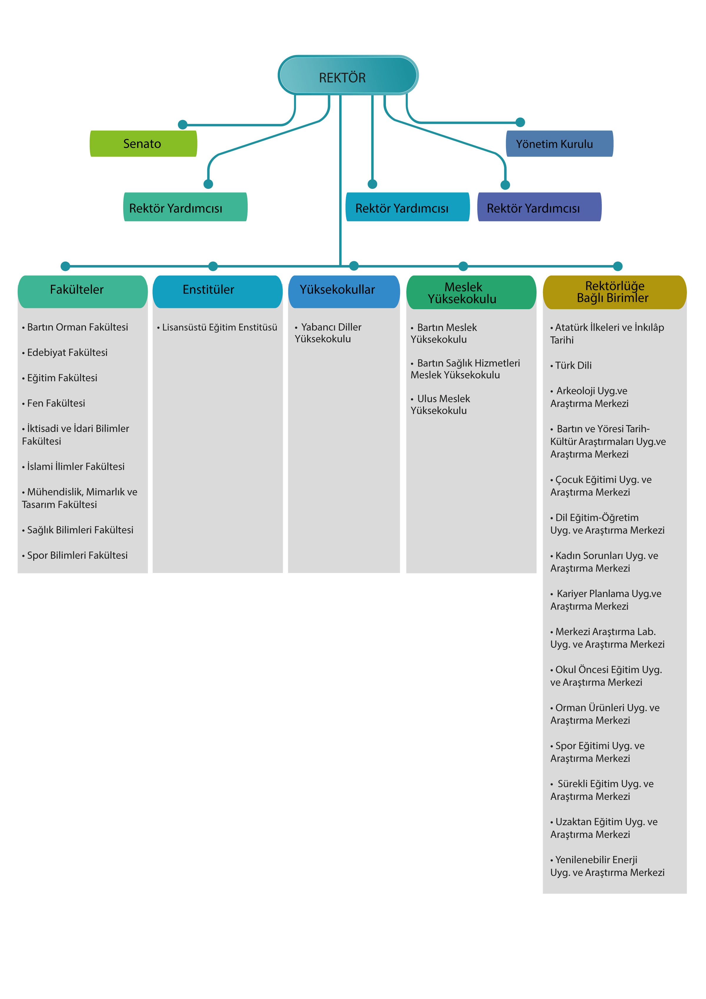 REKTÖR
Senato
Yönetim Kurulu
Rektör Yardımcısı
Rektör Yardımcısı
Rektör Yardımcısı
Fakülteler
• Bartın Orman Fakültesi
• Edebiyat Fakültesi
• Eğitim Fakültesi
• Fen Fakültesi
• İktisadi ve İdari Bilimler
Fakültesi
• İslami İlimler Fakültesi
• Mühendislik, Mimarlık ve
Tasarım Fakültesi
• Sağlık Bilimleri Fakültesi
• Spor Bilimleri Fakültesi
Enstitüler
• Lisansüstü Eğitim Enstitüsü
Yüksekokullar
• Yabancı Diller
Yüksekokulu
Meslek
Yüksekokulu
• Bartın Meslek
Yüksekokulu
• Bartın Sağlık Hizmetleri
Meslek Yüksekokulu
• Ulus Meslek
Yüksekokulu
Rektörlüğe
Bağlı Birimler
• Atatürk İlkeleri ve İnkılâp
Tarihi
• Türk Dili
• Arkeoloji Uyg.ve
Araştırma Merkezi
• Bartın ve Yöresi Tarih-
Kültür Araştırmaları Uyg.ve
Araştırma Merkezi
• Çocuk Eğitimi Uyg. ve
Araştırma Merkezi
• Dil Eğitim-Öğretim
Uyg. ve Araştırma Merkezi
• Kadın Sorunları Uyg. ve
Araştırma Merkezi
• Kariyer Planlama Uyg.ve
Araştırma Merkezi
• Merkezi Araştırma Lab.
Uyg. ve Araştırma Merkezi
• Okul Öncesi Eğitim Uyg.
ve Araştırma Merkezi
• Orman Ürünleri Uyg. ve
Araştırma Merkezi
• Spor Eğitimi Uyg. ve
Araştırma Merkezi
• Sürekli Eğitim Uyg. ve
Araştırma Merkezi
• Uzaktan Eğitim Uyg. ve
Araştırma Merkezi
• Yenilenebilir Enerji
Uyg. ve Araştırma Merkezi